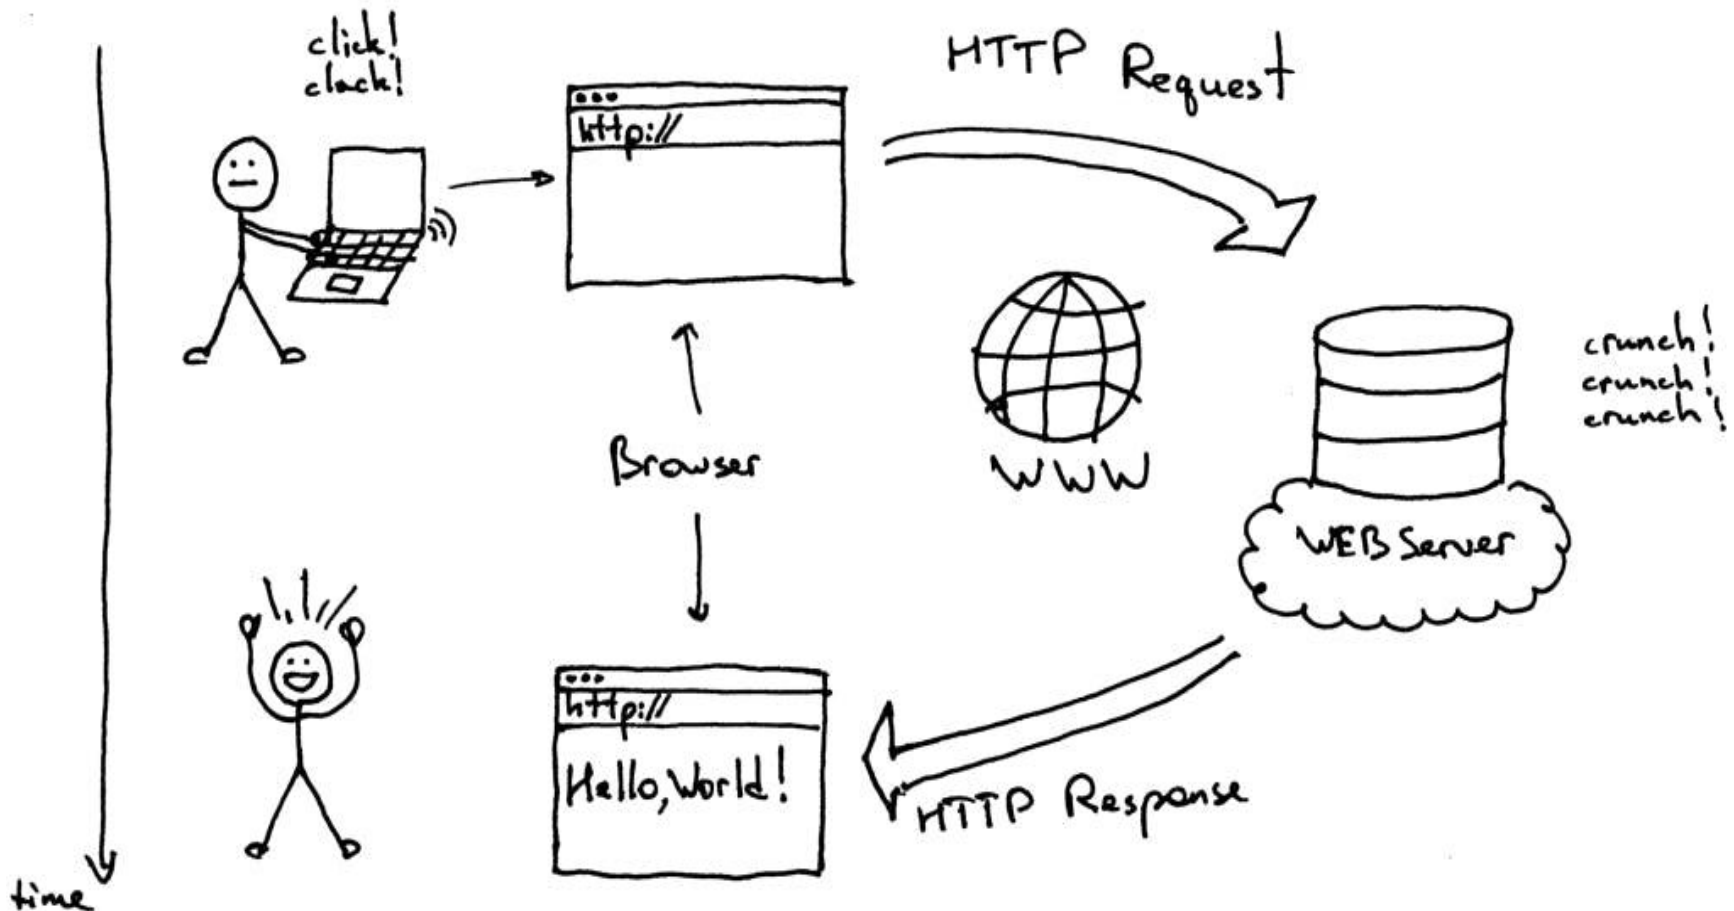 click!
clack!
HTTP Request
http://
crunch!
crunch!
crunch!
Browser
WWW
WEB Server
http://
Hello, World!
HTTP Response
time